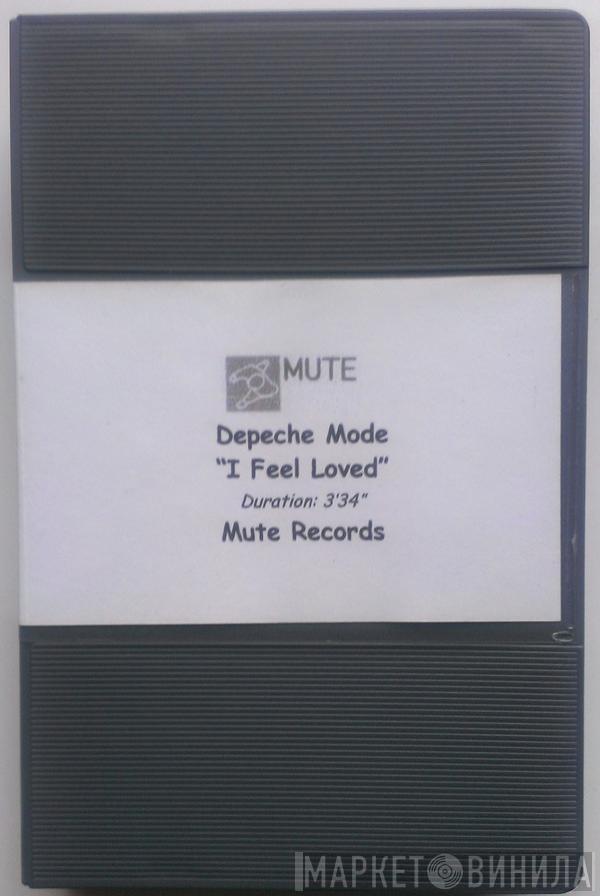 MUTE
Depeche Mode
“I Feel Loved”
Duration: 3’34”
Mute Records
МАРКЕТ ВИНИЛА